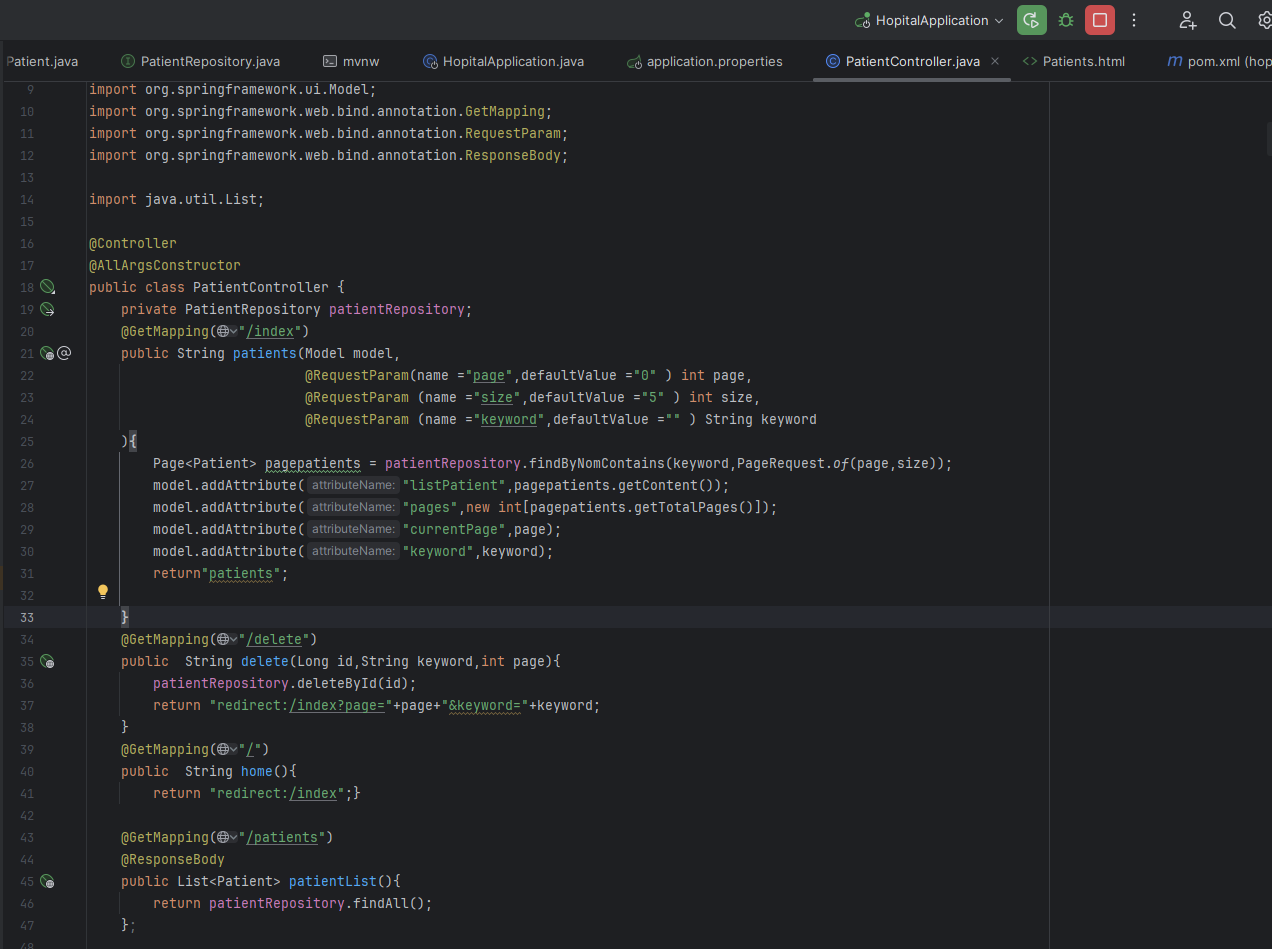 HopitalApplication
Patient.java PatientRepository.java mvnw HopitalApplication.java application.properties PatientController.java Patients.html pom.xml (hop
9 import org.springframework.ui.Model;
10 import org.springframework.web.bind.annotation.GetMapping;
11 import org.springframework.web.bind.annotation.RequestParam;
12 import org.springframework.web.bind.annotation.ResponseBody;
13
14 import java.util.List;
15
16 @Controller
17 @AllArgsConstructor
18 public class PatientController {
19 private PatientRepository patientRepository;
20 @GetMapping("/index")
21 public String patients(Model model,
22 @RequestParam(name ="page",defaultValue ="0" ) int page,
23 @RequestParam (name ="size",defaultValue ="5" ) int size,
24 @RequestParam (name ="keyword",defaultValue ="" ) String keyword
25 ){
26 Page<Patient> pagepatients = patientRepository.findByNomContains(keyword,PageRequest.of(page,size));
27 model.addAttribute( attributeName: "listPatient",pagepatients.getContent());
28 model.addAttribute( attributeName: "pages",new int[pagepatients.getTotalPages()]);
29 model.addAttribute( attributeName: "currentPage",page);
30 model.addAttribute( attributeName: "keyword",keyword);
31 return"patients";
32
33 }
34 @GetMapping("/delete")
35 public  String delete(Long id,String keyword,int page){
36 patientRepository.deleteById(id);
37 return "redirect:/index?page="+page+"&keyword="+keyword;
38 }
39 @GetMapping("/")
40 public  String home(){
41 return "redirect:/index";}
42
43 @GetMapping("/patients")
44 @ResponseBody
45 public List<Patient> patientList(){
46 return patientRepository.findAll();
47 };
48